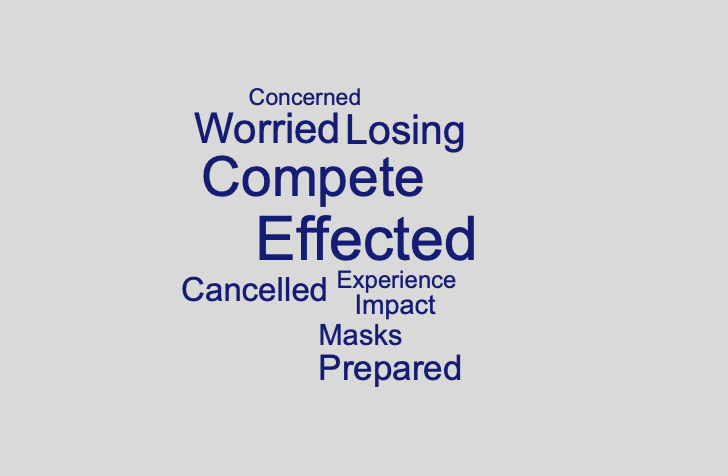 Concerned
Worried Losing
Compete
Effected
Cancelled Experience
Impact
Masks
Prepared